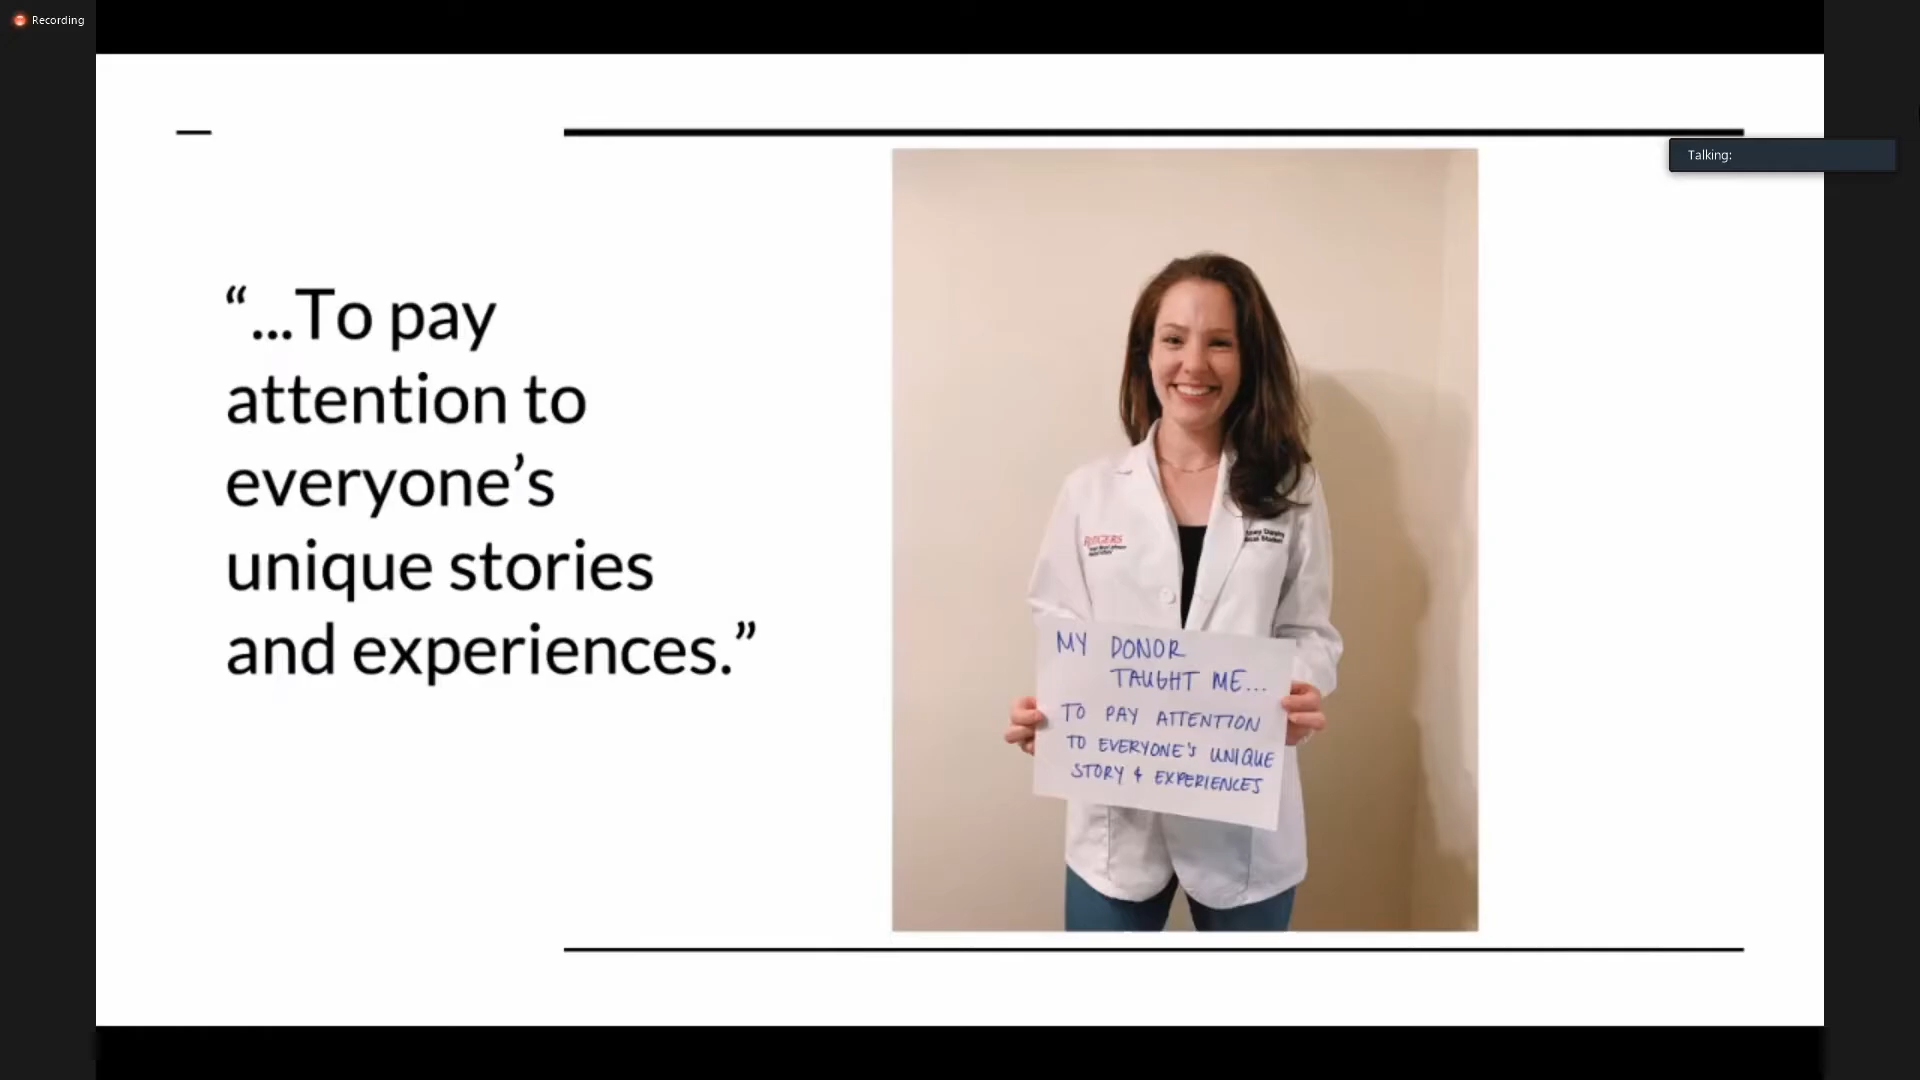 Recording
Talking:
“...To pay
attention to
everyone’s
unique stories
and experiences.”
RUTGERS
MY DONOR
TAUGHT ME...
TO PAY ATTENTION
TO EVERYONE'S UNIQUE
STORY & EXPERIENCES